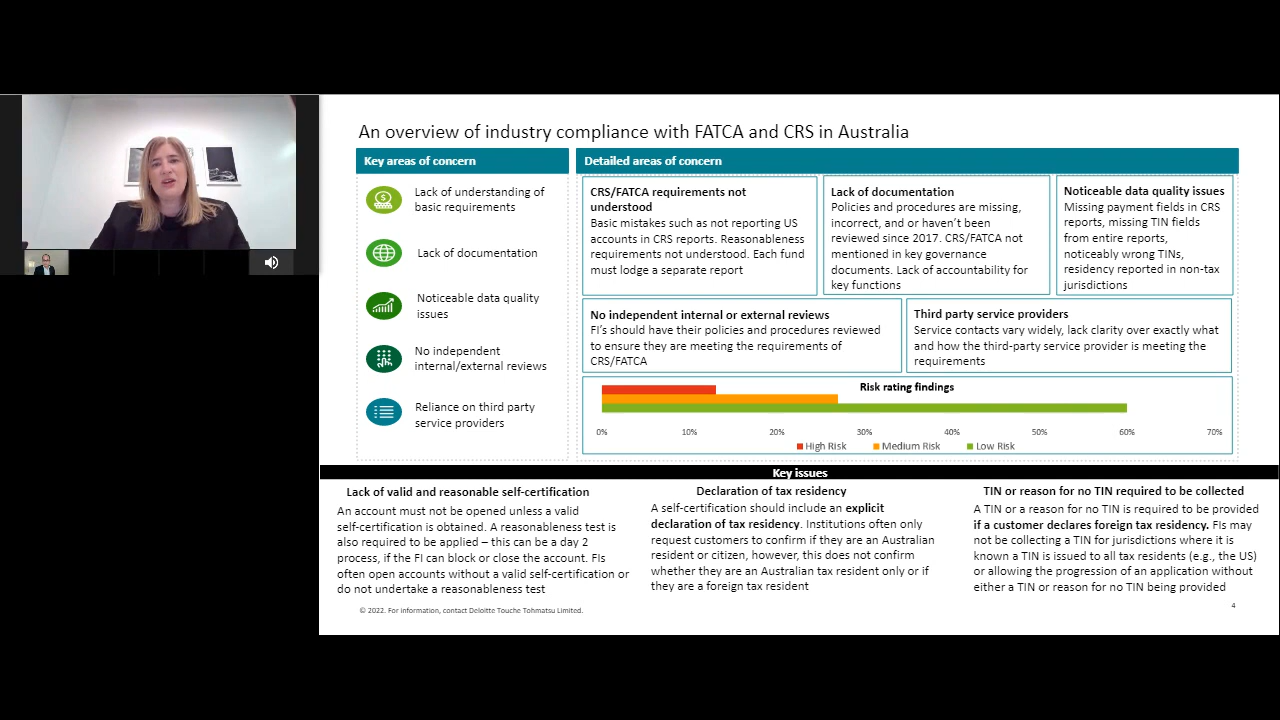 An overview of industry compliance with FATCA and CRS in Australia
Key areas of concern
Lack of understanding of
basic requirements
Lack of documentation
Noticeable data quality
issues
No independent
internal/external reviews
Reliance on third party
service providers
Detailed areas of concern
CRS/FATCA requirements not
understood
Basic mistakes such as not reporting US
accounts in CRS reports. Reasonableness
requirements not understood. Each fund
must lodge a separate report
Lack of documentation
Policies and procedures are missing,
incorrect, and or haven't been
reviewed since 2017. CRS/FATCA not
mentioned in key governance
documents. Lack of accountability for
key functions
Noticeable data quality issues
Missing payment fields in CRS
reports, missing TIN fields
from entire reports,
noticeably wrong TINs,
residency reported in non-tax
jurisdictions
No independent internal or external reviews
FI's should have their policies and procedures reviewed
to ensure they are meeting the requirements of
CRS/FATCA
Third party service providers
Service contacts vary widely, lack clarity over exactly what
and how the third-party service provider is meeting the
requirements
Risk rating findings
0% 10% 20% 30% 40% 50% 60% 70%
High Risk Medium Risk Low Risk
Key issues
Lack of valid and reasonable self-certification
An account must not be opened unless a valid
self-certification is obtained. A reasonableness test is
also required to be applied – this can be a day 2
process, if the FI can block or close the account. FIs
often open accounts without a valid self-certification or
do not undertake a reasonableness test
Declaration of tax residency
A self-certification should include an explicit
declaration of tax residency. Institutions often only
request customers to confirm if they are an Australian
resident or citizen, however, this does not confirm
whether they are an Australian tax resident only or if
they are a foreign tax resident
TIN or reason for no TIN required to be collected
A TIN or a reason for no TIN is required to be provided
if a customer declares foreign tax residency. FIs may
not be collecting a TIN for jurisdictions where it is
known a TIN is issued to all tax residents (e.g., the US)
or allowing the progression of an application without
either a TIN or reason for no TIN being provided
© 2022. For information, contact Deloitte Touche Tohmatsu Limited.
4